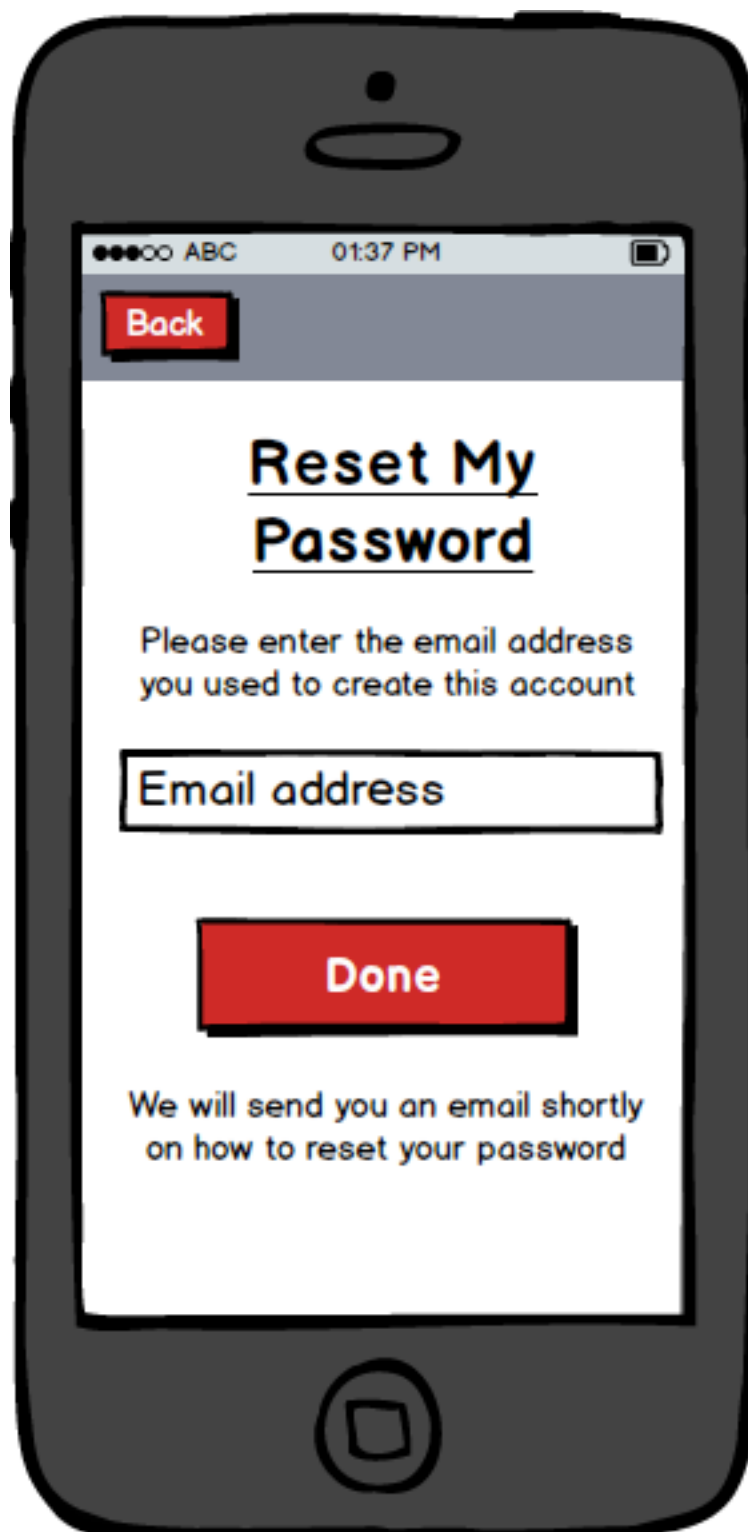 ABC 01:37 PM
Back
Reset My
Password
Please enter the email address
you used to create this account
Email address
Done
We will send you an email shortly
on how to reset your password